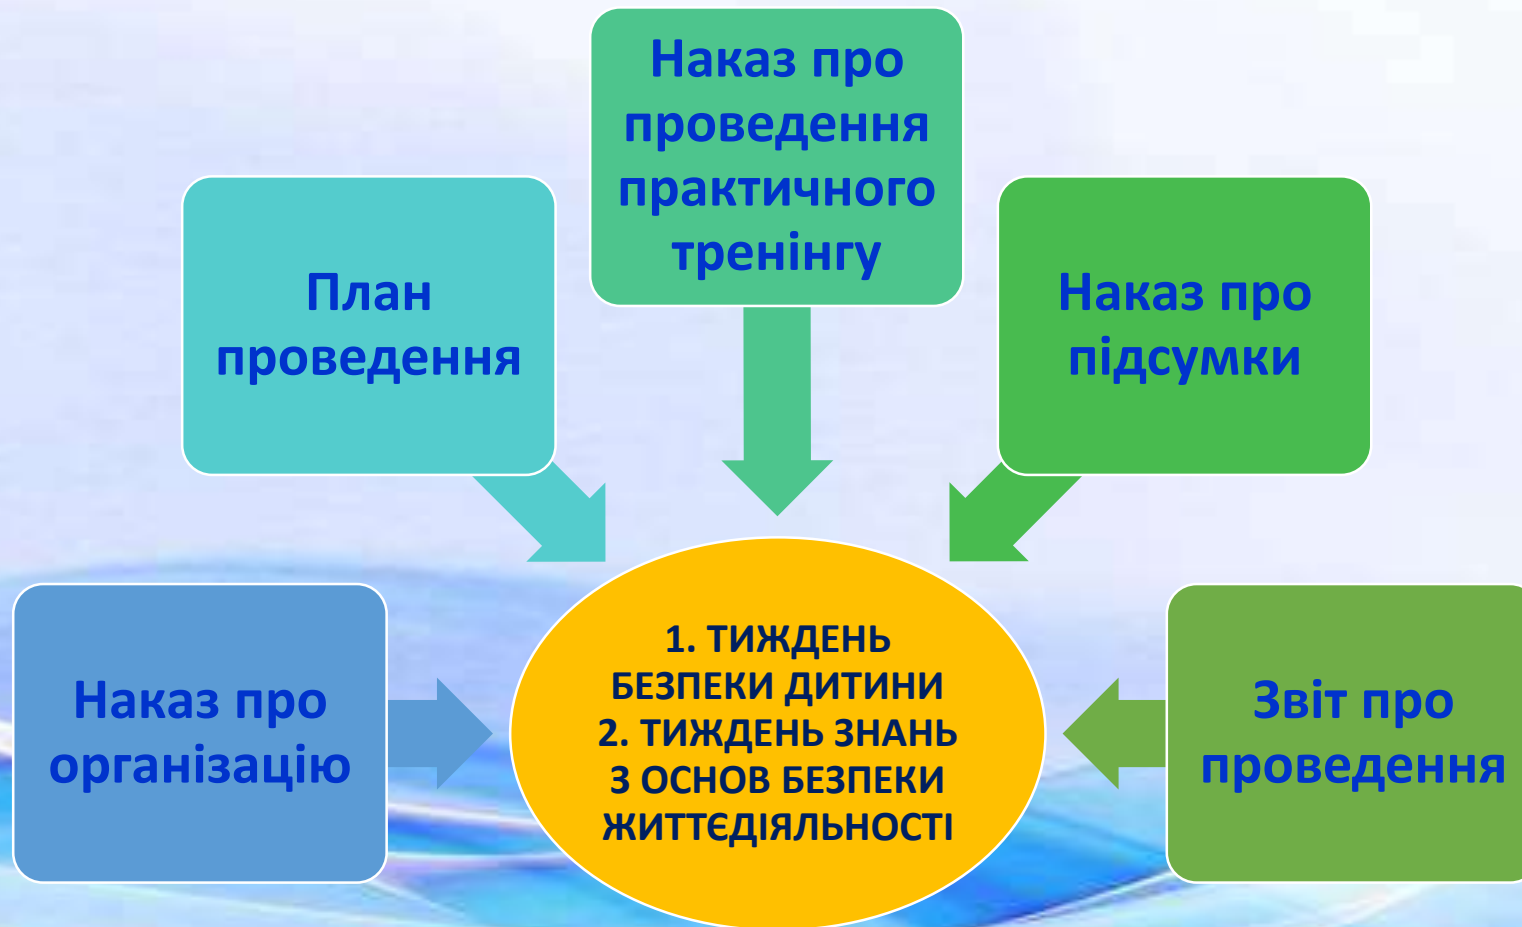 Наказ про
проведення
практичного
тренінгу
План
проведення
Наказ про
підсумки
Наказ про
організацію
1. ТИЖДЕНЬ
БЕЗПЕКИ ДИТИНИ
2. ТИЖДЕНЬ ЗНАНЬ
З ОСНОВ БЕЗПЕКИ
ЖИТТЄДІЯЛЬНОСТІ
Звіт про
проведення